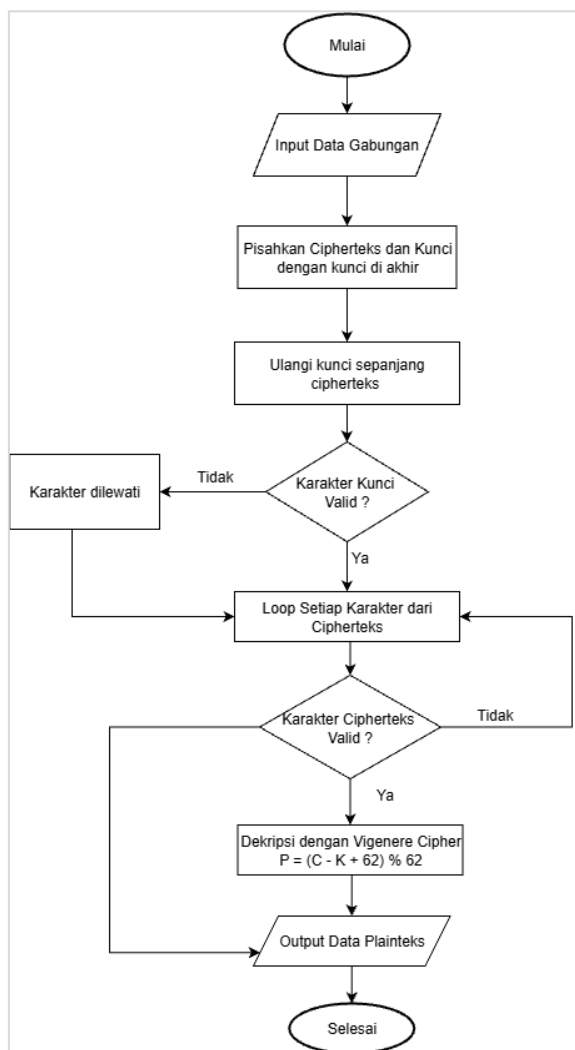 Mulai
Input Data Gabungan
Pisahkan Cipherteks dan Kunci
dengan kunci di akhir
Ulangi kunci sepanjang
cipherteks
Karakter Kunci
Valid ?
Tidak
Karakter dilewati
Ya
Loop Setiap Karakter dari
Cipherteks
Karakter Cipherteks
Valid ?
Tidak
Ya
Dekripsi dengan Vigenere Cipher
P = (C - K + 62) % 62
Output Data Plainteks
Selesai